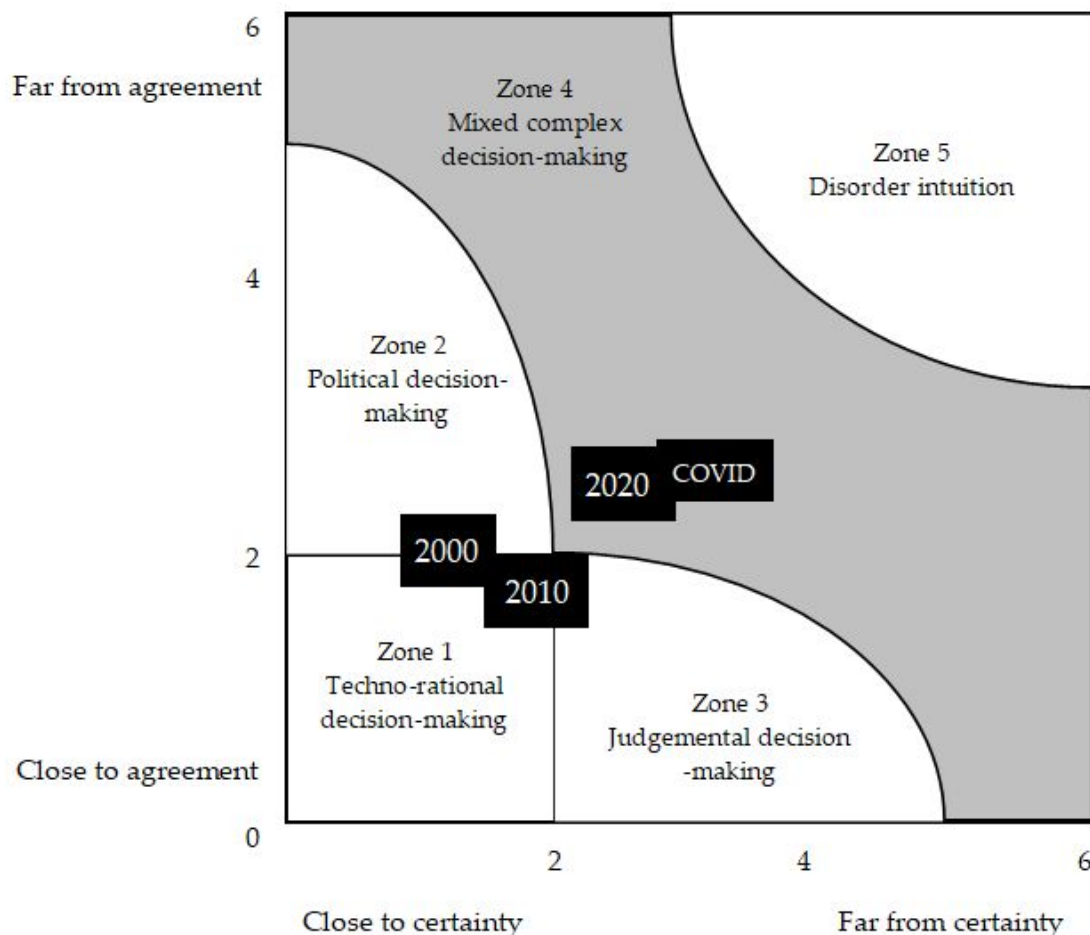 6
Far from agreement
Zone 4
Mixed complex
decision-making
Zone 5
Disorder intuition
4
Zone 2
Political decision-
making
2020
COVID
2000
2
2010
Zone 1
Techno-rational
decision-making
Zone 3
Judgemental decision
-making
Close to agreement
0
2
4
6
Close to certainty
Far from certainty